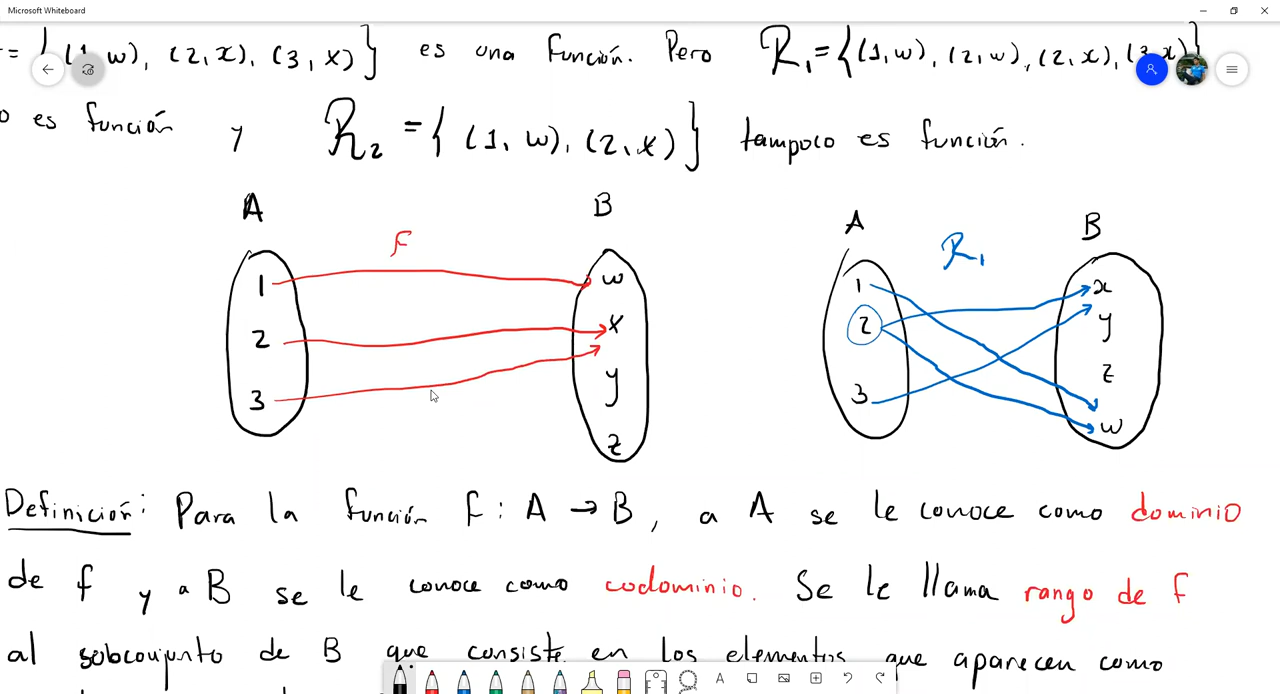 Microsoft Whiteboard
= { (1, w), (2, x), (3, x) } es una función. Pero R₁ = { (1, w), (2, w), (2, x), (3, x) }
o es función y R₂ = { (1, w), (2, x) } tampoco es función.
A B
F
1 w
2 x
3 y
z
A B
R₁
1 x
2 y
z
3 w
Definición: Para la función f : A → B, a A se le conoce como dominio
de f y a B se le conoce como codominio. Se le llama rango de f
al subconjunto de B que consiste en los elementos que aparecen como